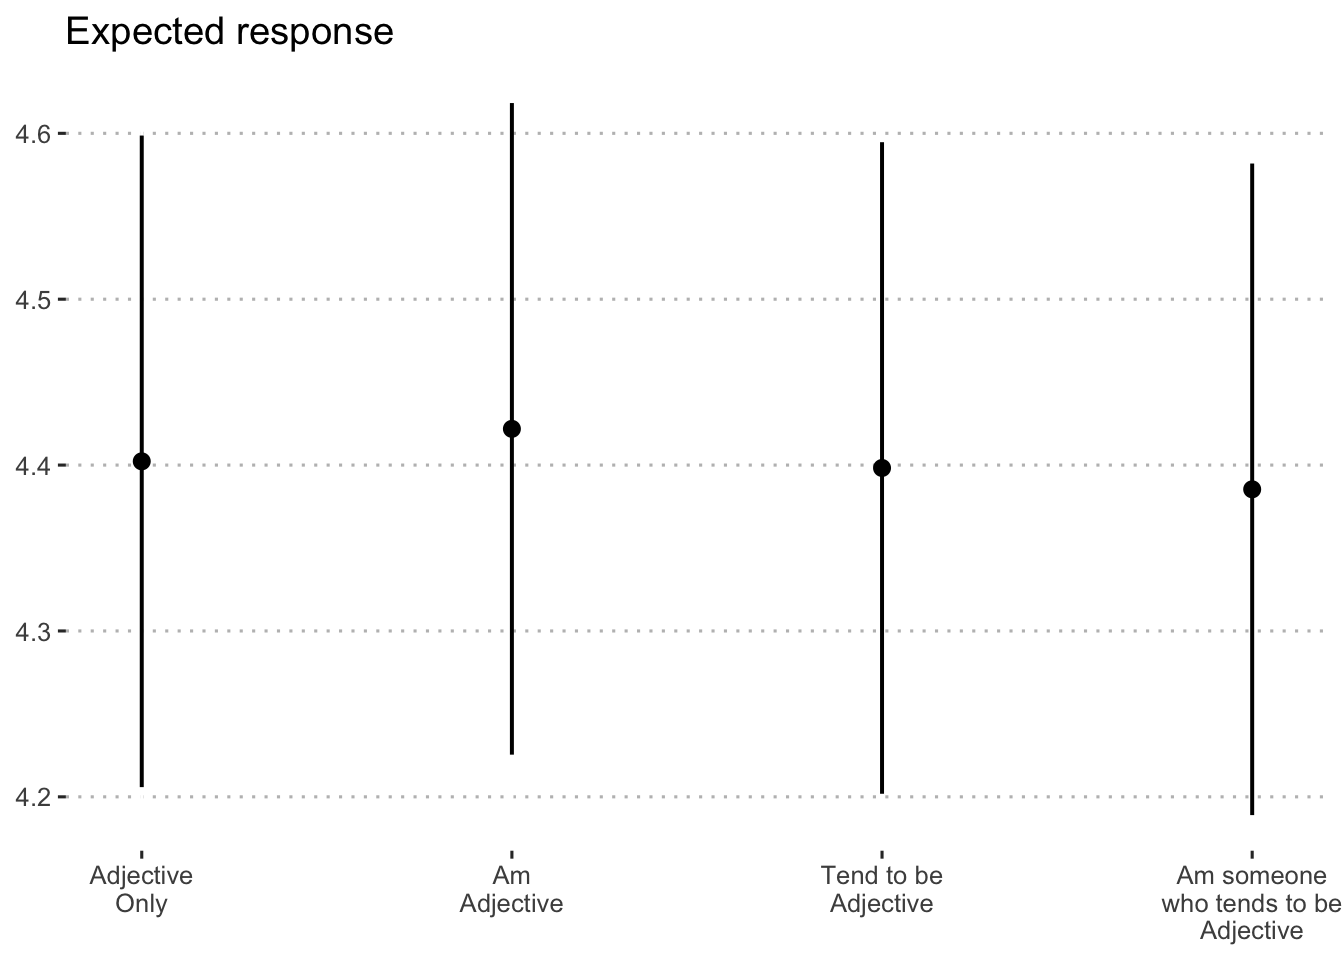 Expected response
4.6
4.5
4.4
4.3
4.2
Adjective
Only
Am
Adjective
Tend to be
Adjective
Am someone
who tends to be
Adjective